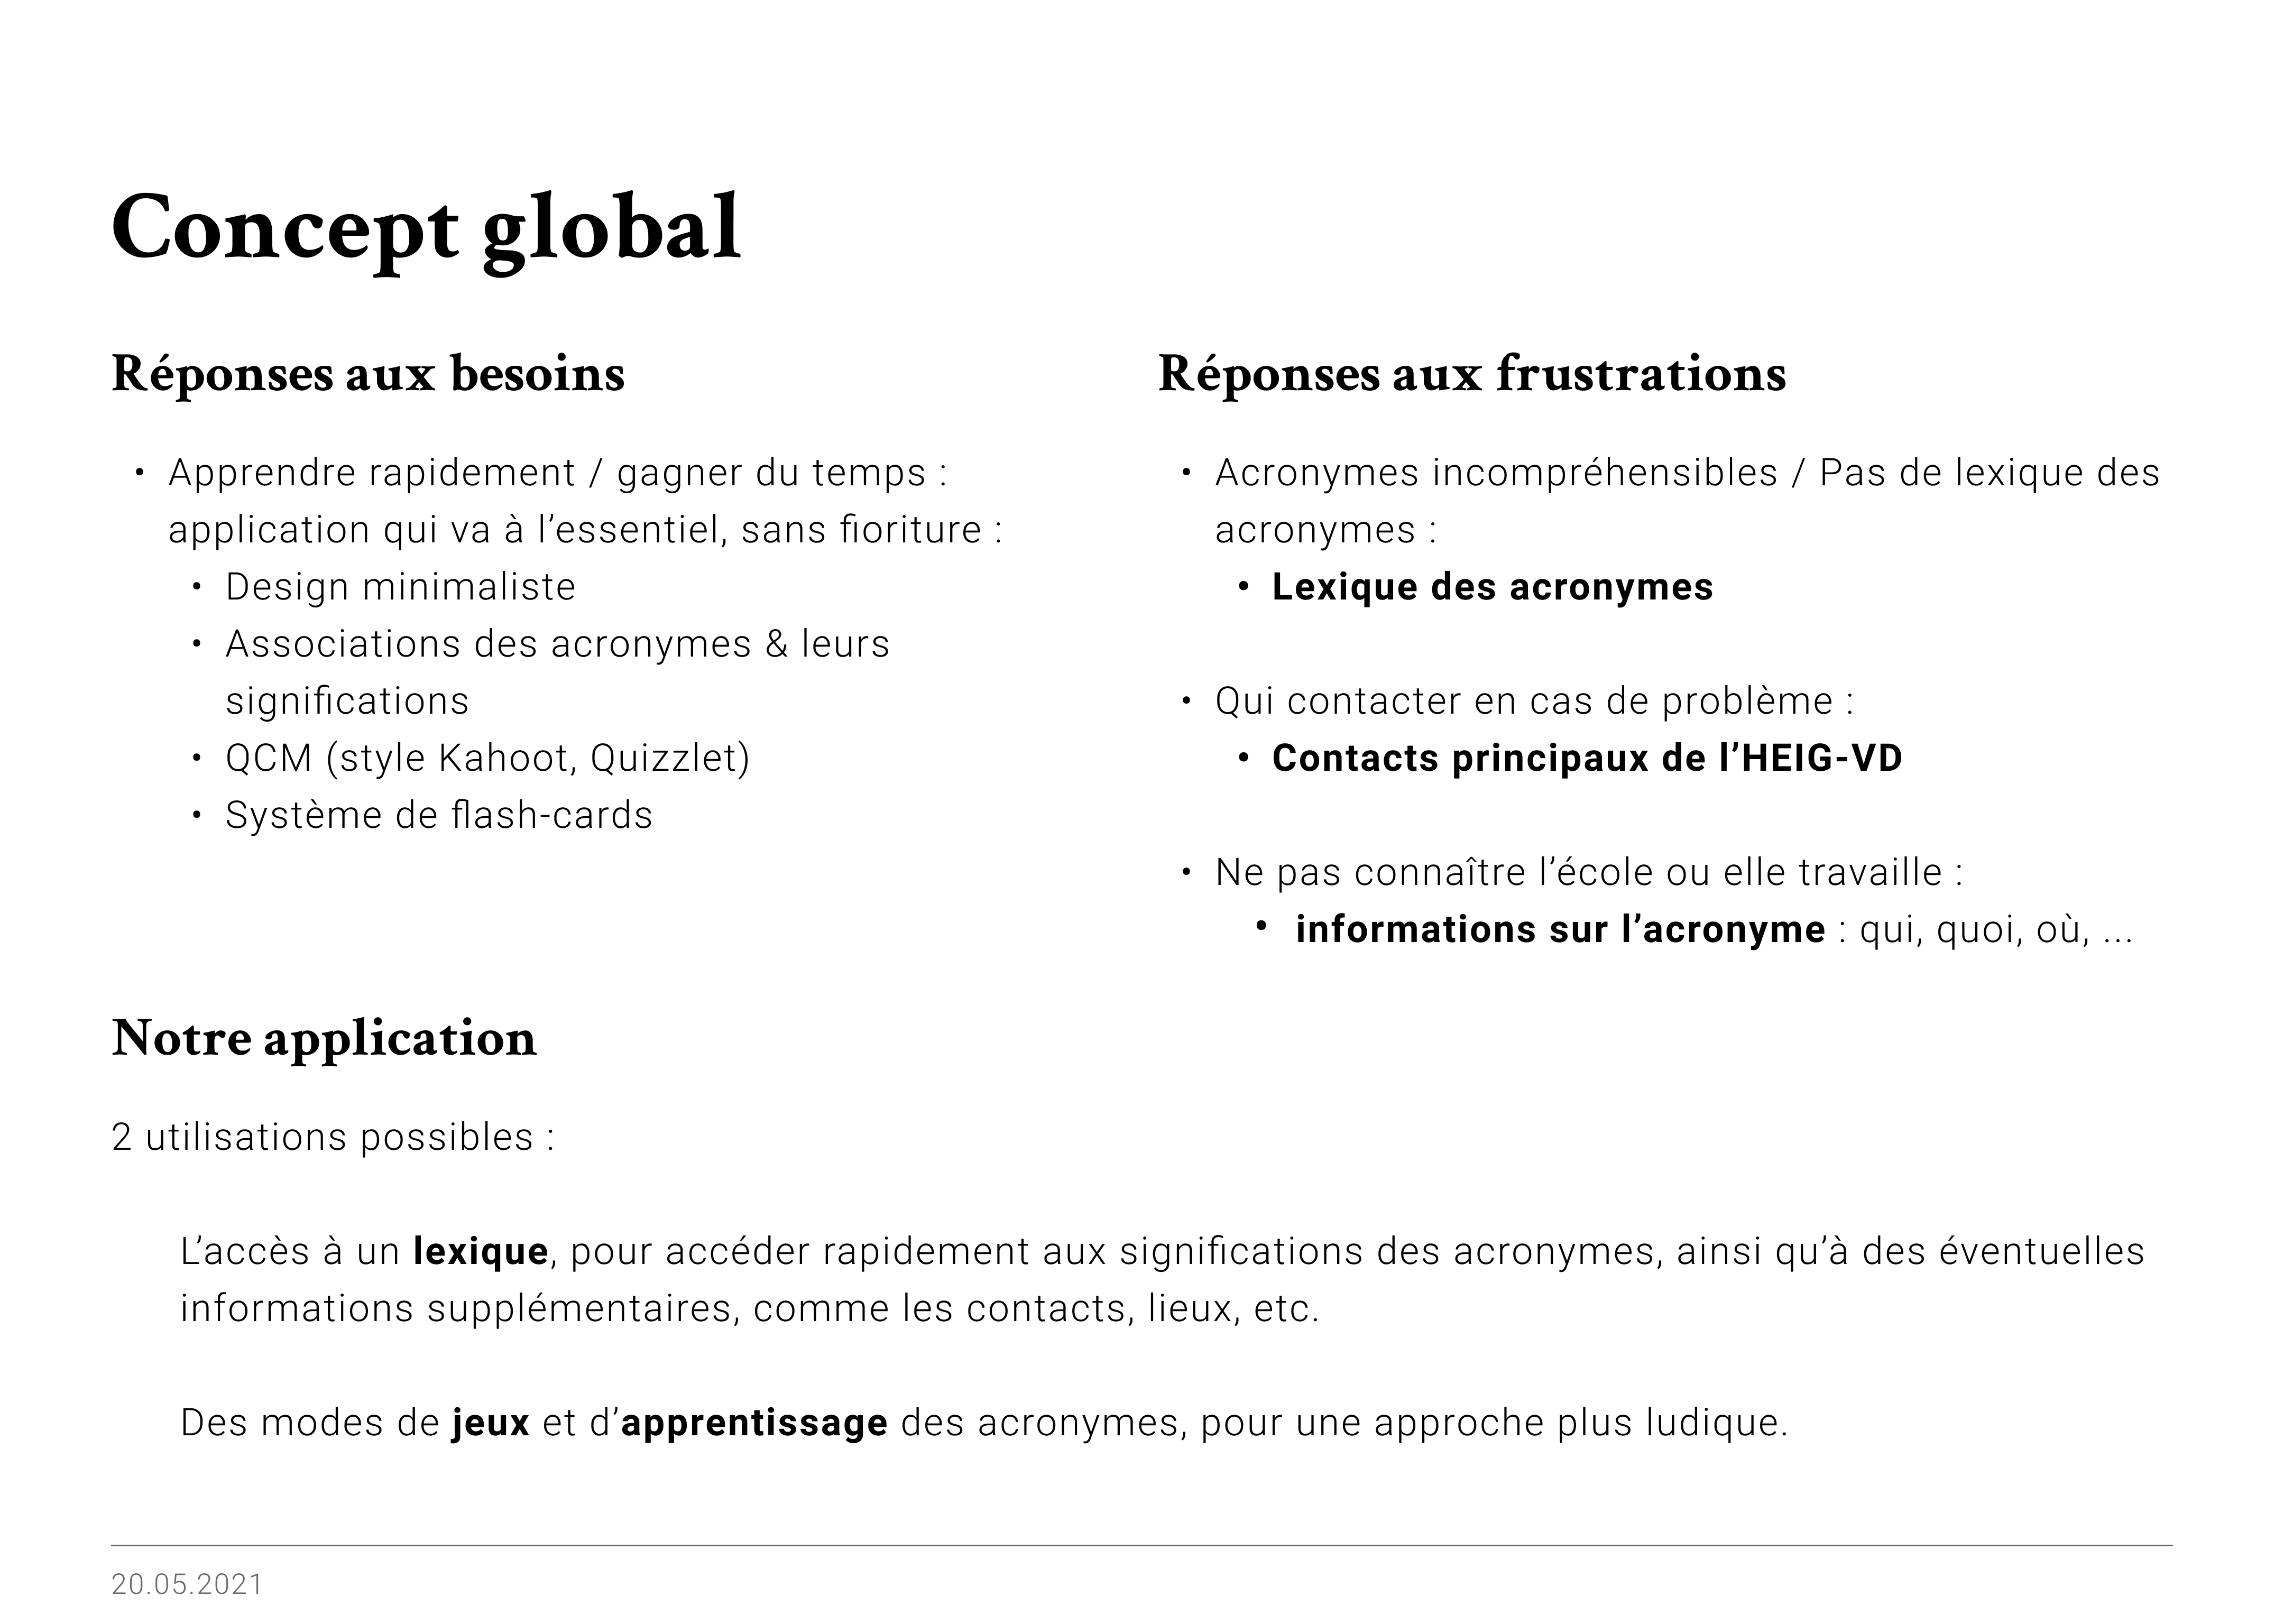 Concept global
Réponses aux besoins
• Apprendre rapidement / gagner du temps :
application qui va à l’essentiel, sans fioriture :
• Design minimaliste
• Associations des acronymes & leurs
significations
• QCM (style Kahoot, Quizzlet)
• Système de flash-cards
Réponses aux frustrations
• Acronymes incompréhensibles / Pas de lexique des
acronymes :
• Lexique des acronymes
• Qui contacter en cas de problème :
• Contacts principaux de l’HEIG-VD
• Ne pas connaître l’école ou elle travaille :
• informations sur l’acronyme : qui, quoi, où, ...
Notre application
2 utilisations possibles :
L’accès à un lexique, pour accéder rapidement aux significations des acronymes, ainsi qu’à des éventuelles
informations supplémentaires, comme les contacts, lieux, etc.
Des modes de jeux et d’apprentissage des acronymes, pour une approche plus ludique.
20.05.2021